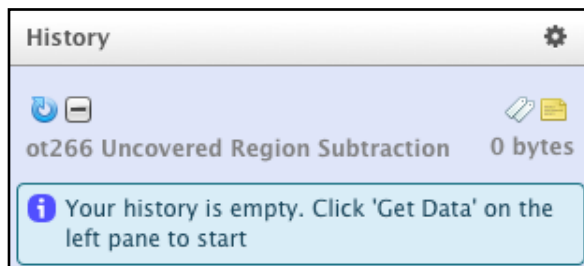 History
ot266 Uncovered Region Subtraction 0 bytes
Your history is empty. Click 'Get Data' on the
left pane to start